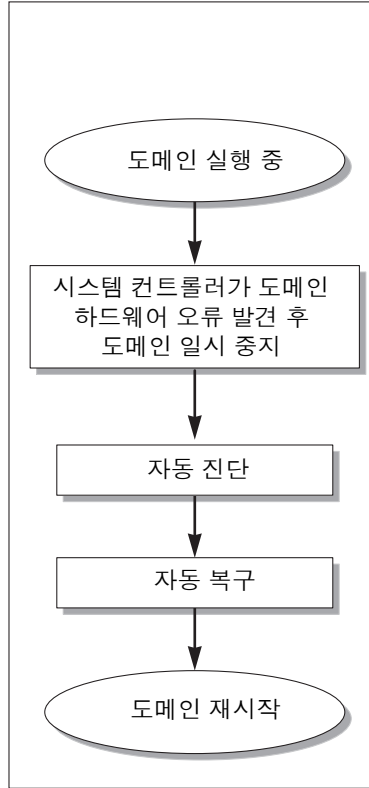 도메인 실행 중
시스템 컨트롤러가 도메인
하드웨어 오류 발견 후
도메인 일시 중지
자동 진단
자동 복구
도메인 재시작